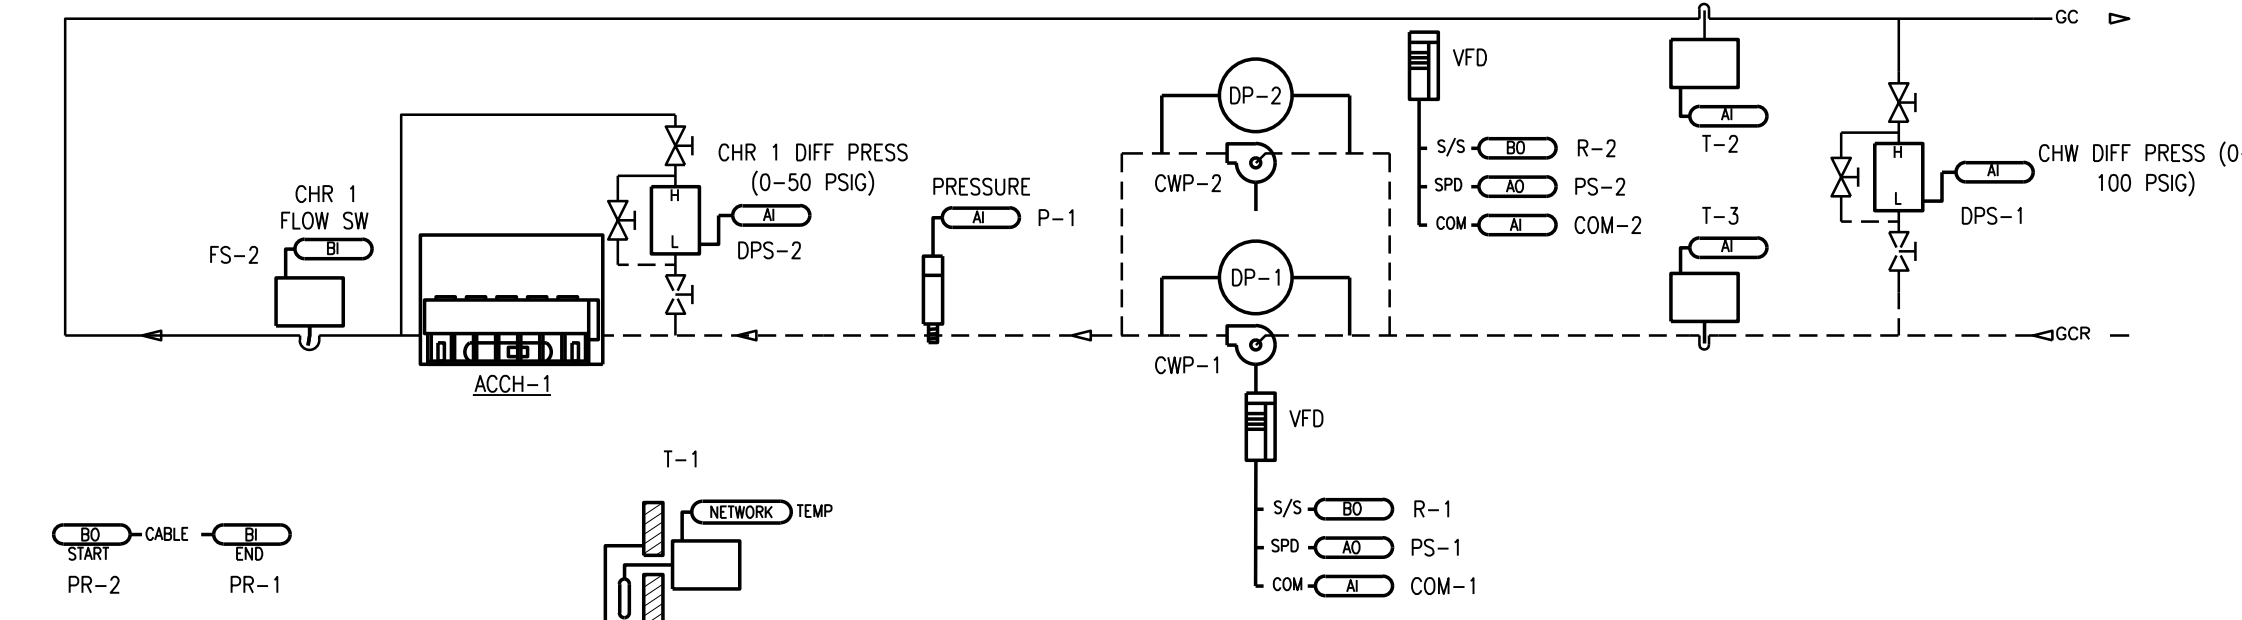 GC
DP-2
VFD
AI
T-2
S/S
BO
R-2
H
L
AI
CHW DIFF PRESS (0-
100 PSIG)
DPS-1
CHR 1 DIFF PRESS
(0-50 PSIG)
H
L
AI
DPS-2
PRESSURE
AI
P-1
CWP-2
SPD
AO
PS-2
COM
AI
COM-2
CHR 1
FLOW SW
FS-2
BI
T-3
AI
DP-1
GCR
ACCH-1
CWP-1
VFD
T-1
NETWORK
TEMP
S/S
BO
R-1
SPD
AO
PS-1
COM
AI
COM-1
BO
CABLE
BI
START
END
PR-2
PR-1